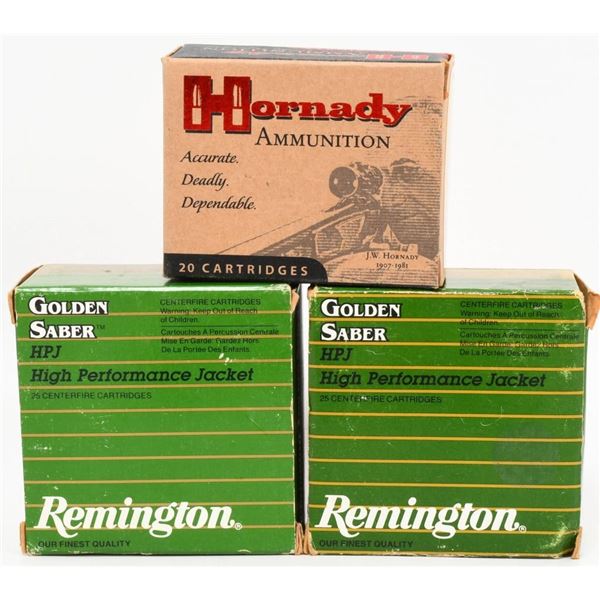 Hornady
AMMUNITION
Accurate.
Deadly.
Dependable.
J.W. HORNADY
1907-1981
20 CARTRIDGES
GOLDEN
SABER™
HPJ
High Performance Jacket
25 CENTERFIRE CARTRIDGES
CENTERFIRE CARTRIDGES
Warning: Keep Out of Reach
of Children.
Cartouches A Percussion Centrale
Mise En Garde: Gardez Hors
De La Portée Des Enfants.
Remington®
OUR FINEST QUALITY
GOLDEN
SABER
HPJ
High Performance Jacket
25 CENTERFIRE CARTRIDGES
CENTERFIRE CARTRIDGES
Warning: Keep Out of Reach
of Children.
Cartouches A Percussion Centrale
Mise En Garde: Gardez Hors.
De La Portée Des Enfants.
Remington®
OUR FINEST QUALITY